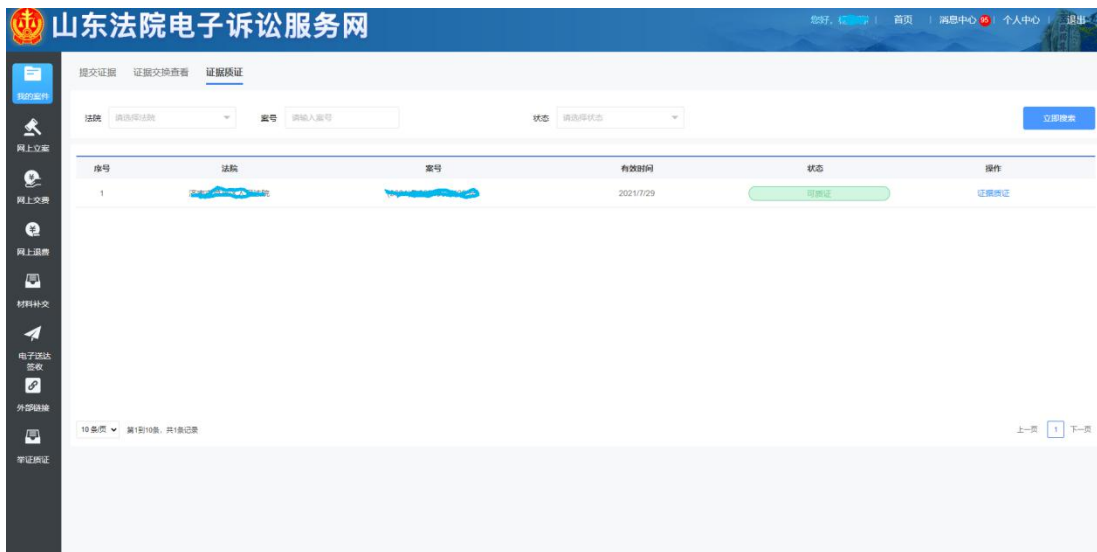 山东法院电子诉讼服务网
您好, 首页 消息中心 95 个人中心 退出
提交证据 证据交换查看 证据质证
我的案件
网上立案
网上交费
网上退费
材料补交
电子送达
签收
外部链接
举证质证
法院 请选择法院 案号 请输入案号 状态 请选择状态 立即搜索
序号 法院 案号 有效时间 状态 操作
1 法院 2021/7/29 可质证 证据质证
10 条/页 第1到10条, 共1条记录 上一页 1 下一页